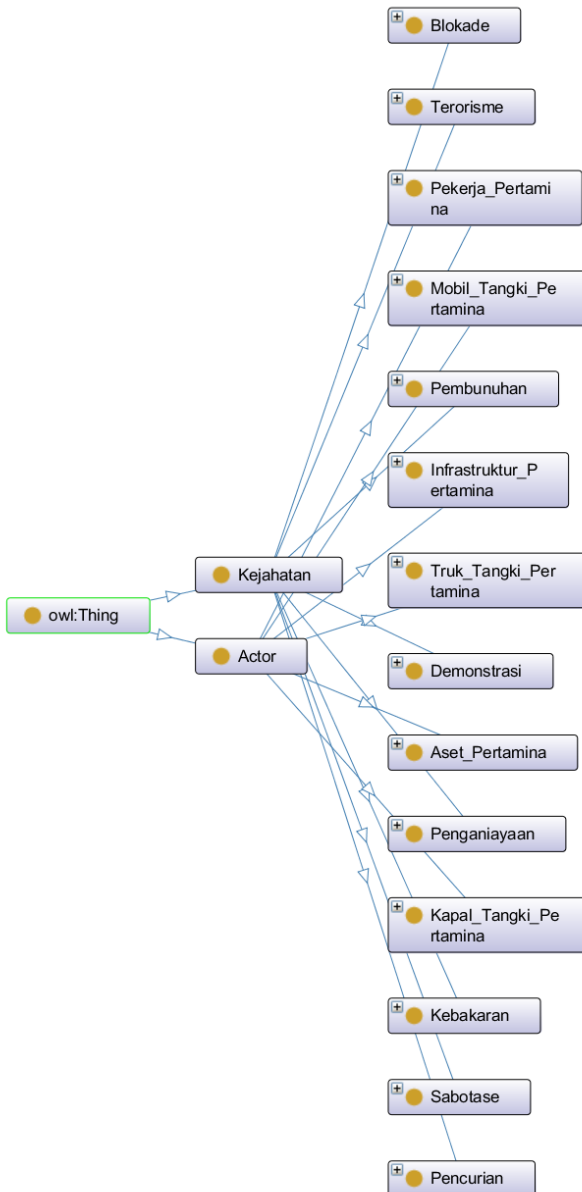 Blokade
Terorisme
Pekerja_Pertami
na
Mobil_Tangki_Pe
rtamina
Pembunuhan
Infrastruktur_P
ertamina
Kejahatan
Truk_Tangki_Per
tamina
owl:Thing
Actor
Demonstrasi
Aset_Pertamina
Penganiayaan
Kapal_Tangki_Pe
rtamina
Kebakaran
Sabotase
Pencurian